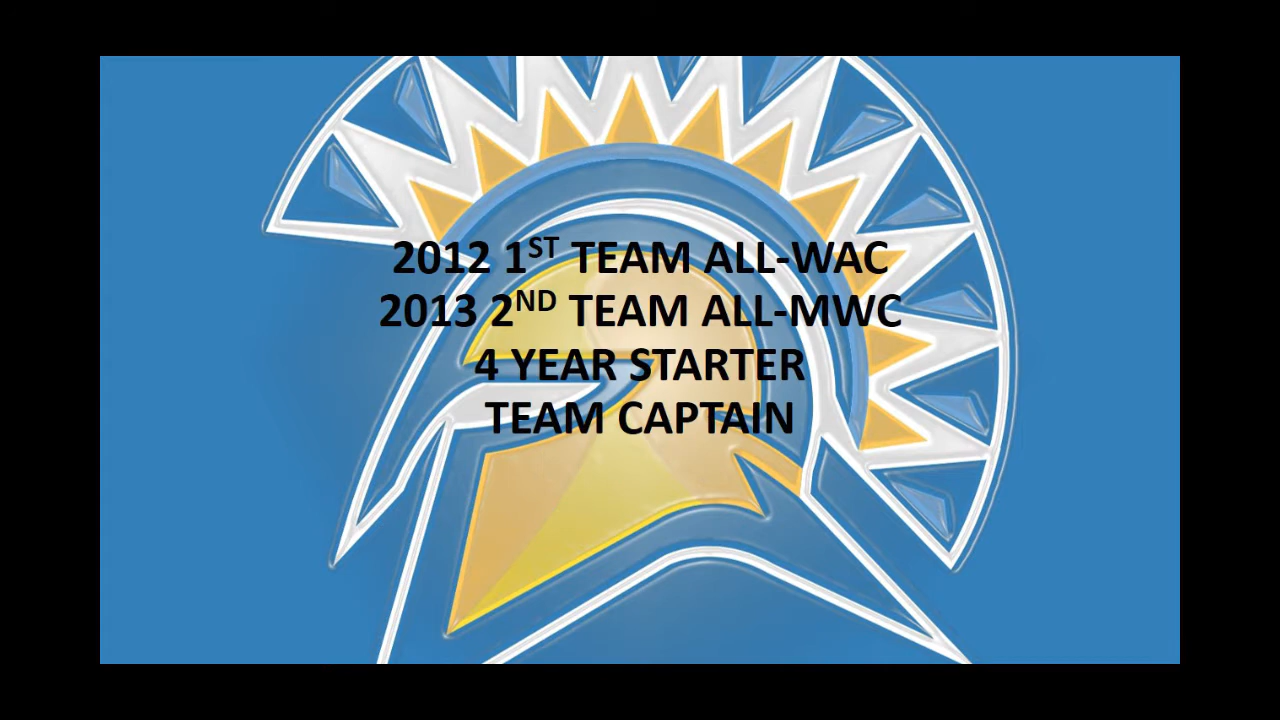 2012 1ST TEAM ALL-WAC
2013 2ND TEAM ALL-MWC
4 YEAR STARTER
TEAM CAPTAIN